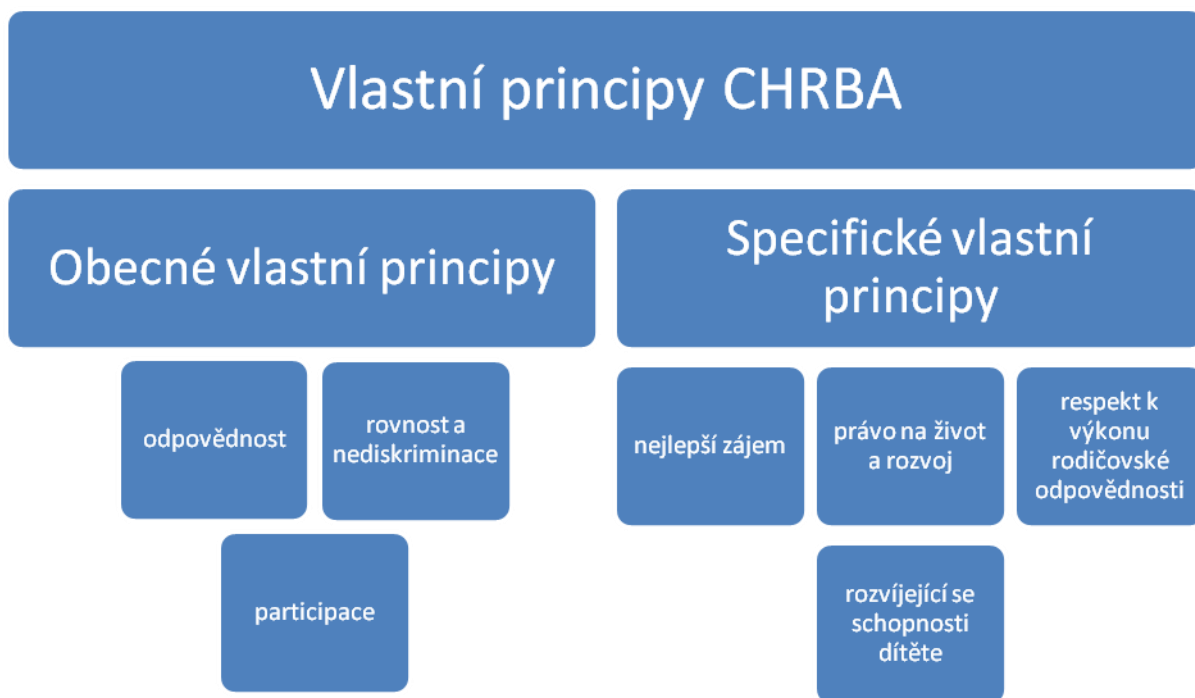 Vlastní principy CHRBA
Obecné vlastní principy
Specifické vlastní
principy
odpovědnost
rovnost a
nediskriminace
participace
nejlepší zájem
právo na život
a rozvoj
respekt k
výkonu
rodičovské
odpovědnosti
rozvíjející se
schopnosti
dítěte